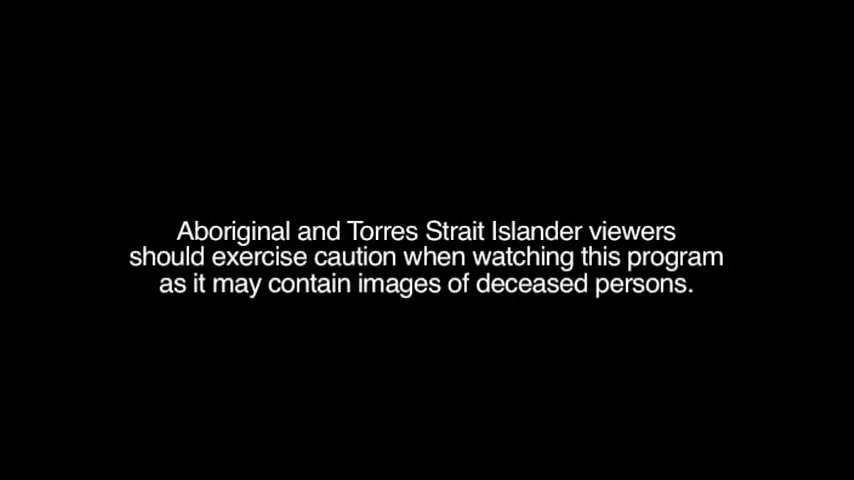 Aboriginal and Torres Strait Islander viewers
should exercise caution when watching this program
as it may contain images of deceased persons.